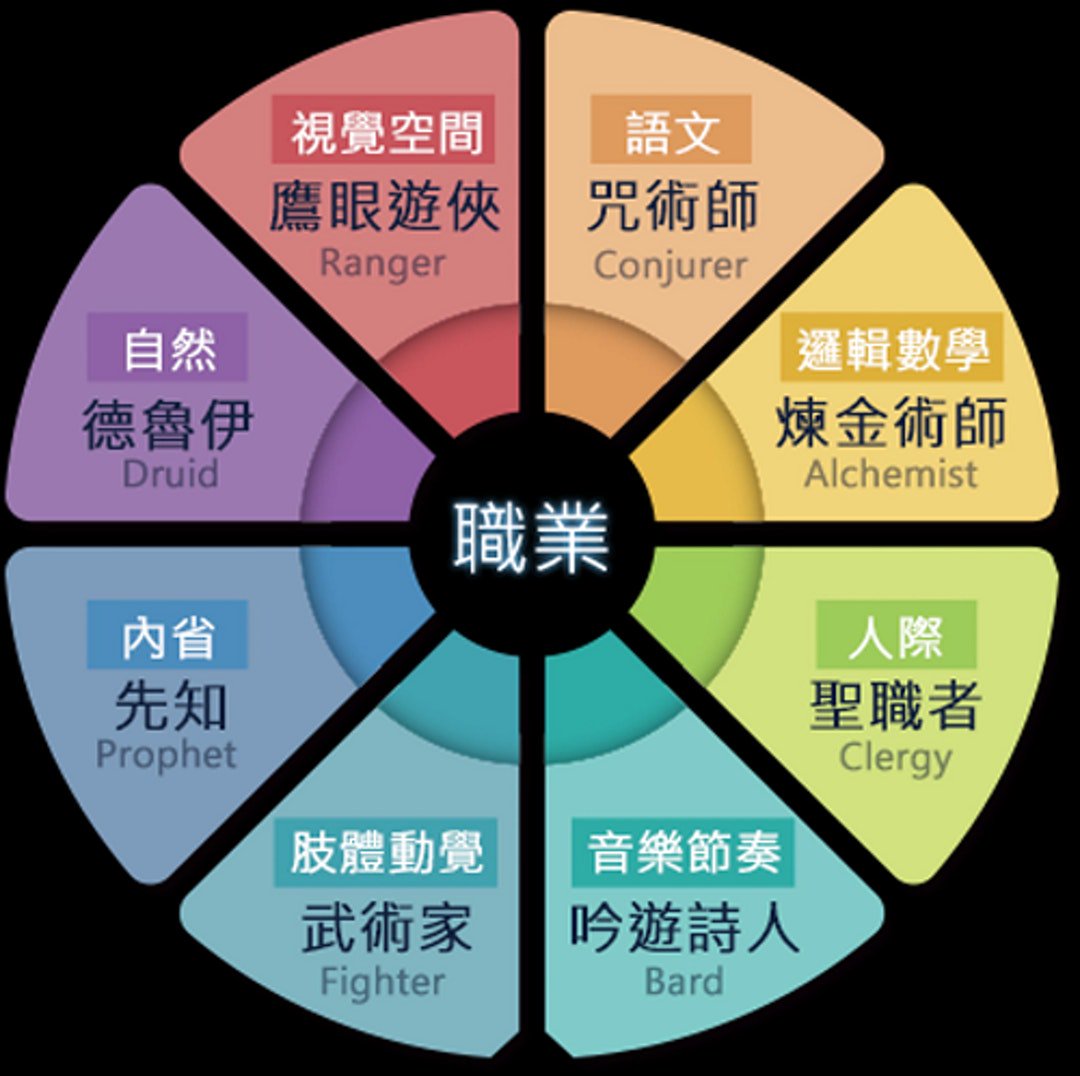 視覺空間
鷹眼遊俠
Ranger
語文
咒術師
Conjurer
邏輯數學
煉金術師
Alchemist
人際
聖職者
Clergy
音樂節奏
吟遊詩人
Bard
肢體動覺
武術家
Fighter
內省
先知
Prophet
自然
德魯伊
Druid
職業